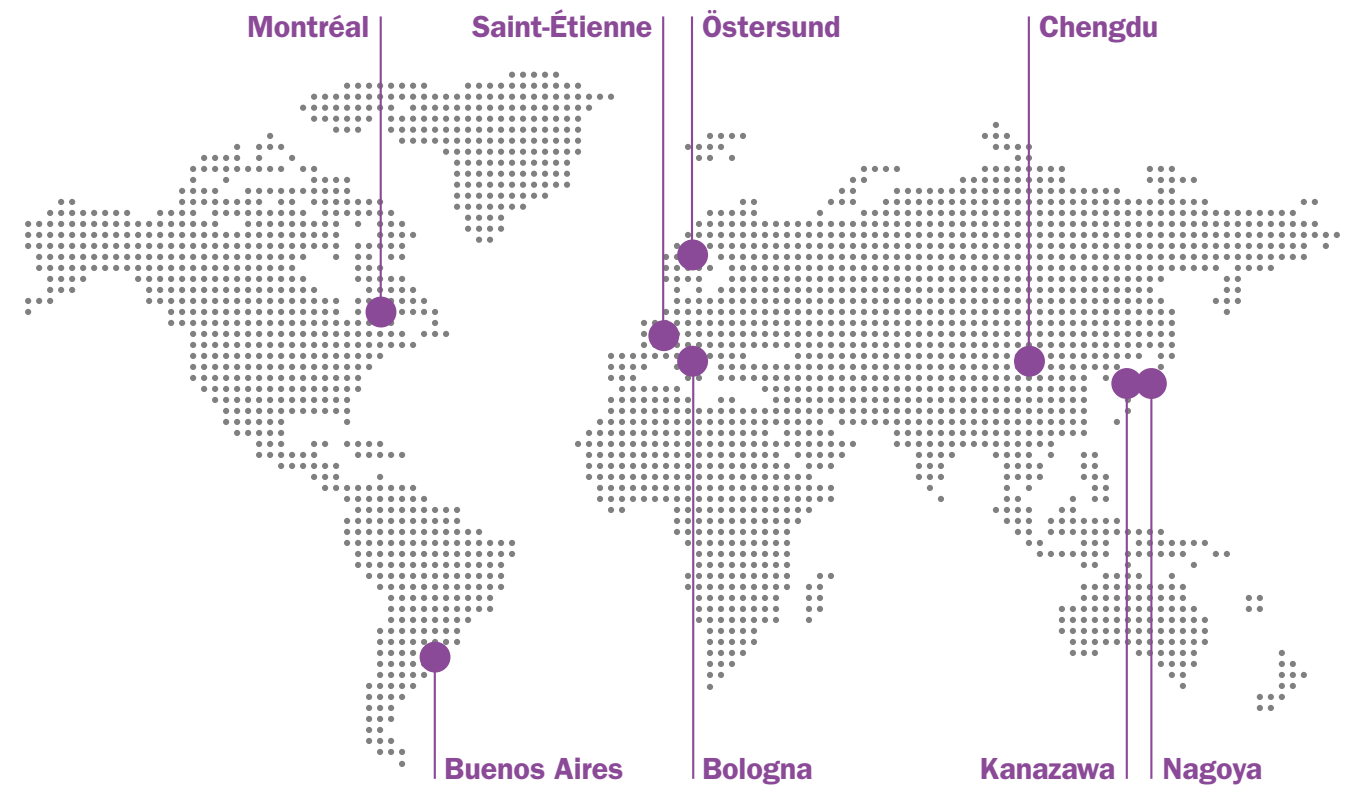 Montréal
Saint-Étienne
Östersund
Chengdu
Buenos Aires
Bologna
Kanazawa
Nagoya